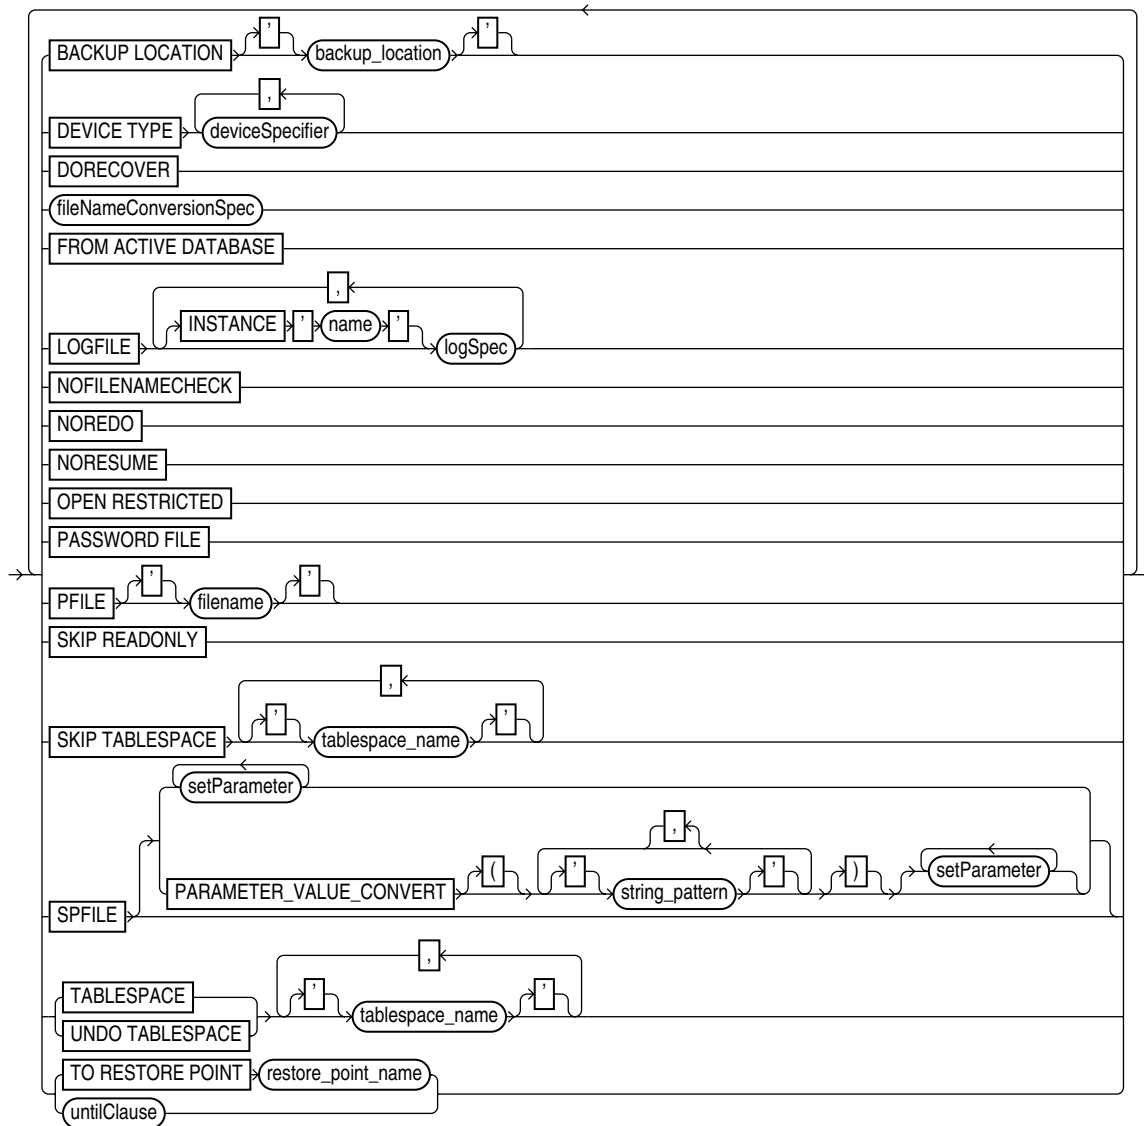 '
'
BACKUP LOCATION backup_location
,
DEVICE TYPE deviceSpecifier
DORECOVER
fileNameConversionSpec
FROM ACTIVE DATABASE
,
INSTANCE ' name '
LOGFILE logSpec
NOFILENAMECHECK
NOREDO
NORESUME
OPEN RESTRICTED
PASSWORD FILE
' '
PFILE filename
SKIP READONLY
,
' '
SKIP TABLESPACE tablespace_name
setParameter
,
( ' ' ) setParameter
PARAMETER_VALUE_CONVERT string_pattern
SPFILE
,
TABLESPACE ' '
tablespace_name
UNDO TABLESPACE
TO RESTORE POINT restore_point_name
untilClause